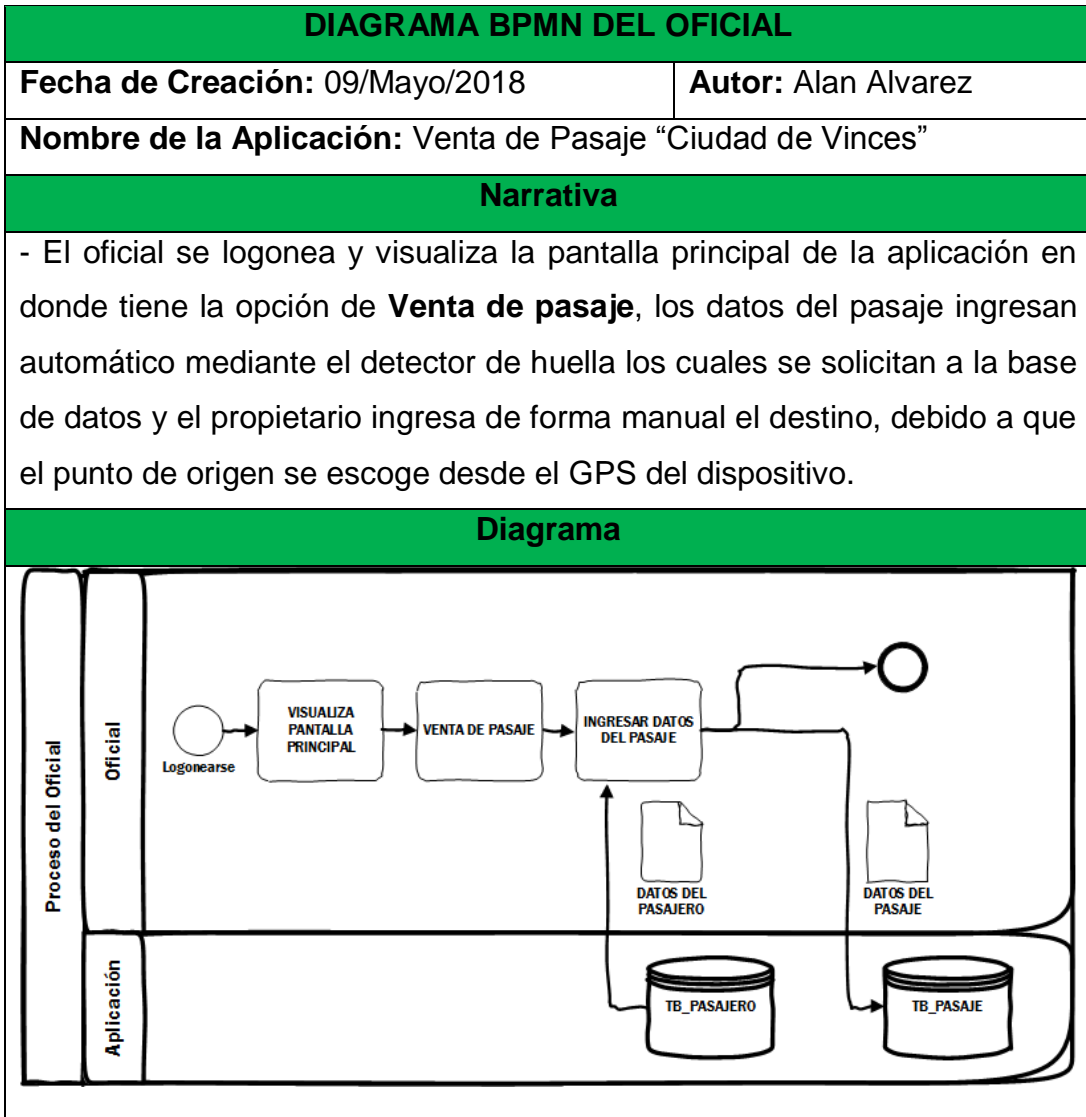 DIAGRAMA BPMN DEL OFICIAL
Fecha de Creación: 09/Mayo/2018
Autor: Alan Alvarez
Nombre de la Aplicación: Venta de Pasaje “Ciudad de Vinces”
Narrativa
- El oficial se logonea y visualiza la pantalla principal de la aplicación en
donde tiene la opción de Venta de pasaje, los datos del pasaje ingresan
automático mediante el detector de huella los cuales se solicitan a la base
de datos y el propietario ingresa de forma manual el destino, debido a que
el punto de origen se escoge desde el GPS del dispositivo.
Diagrama
Proceso del Oficial
Oficial
Logonearse
VISUALIZA
PANTALLA
PRINCIPAL
VENTA DE PASAJE
INGRESAR DATOS
DEL PASAJE
DATOS DEL
PASAJERO
DATOS DEL
PASAJE
Aplicación
TB_PASAJERO
TB_PASAJE